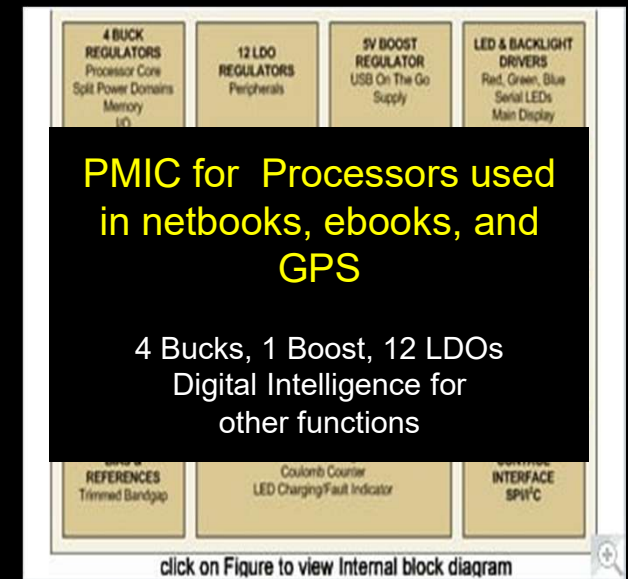 4 BUCK
REGULATORS
Processor Core
Split Power Domains
Memory
I/O
12 LDO
REGULATORS
Peripherals
5V BOOST
REGULATOR
USB On The Go
Supply
LED & BACKLIGHT
DRIVERS
Red, Green, Blue
Serial LEDs
Main Display
PMIC for Processors used
in netbooks, ebooks, and
GPS
4 Bucks, 1 Boost, 12 LDOs
Digital Intelligence for
other functions
REFERENCES
Trimmed Bandgap
Coulomb Counter
LED Charging/Fault Indicator
INTERFACE
SPI/I²C
click on Figure to view Internal block diagram